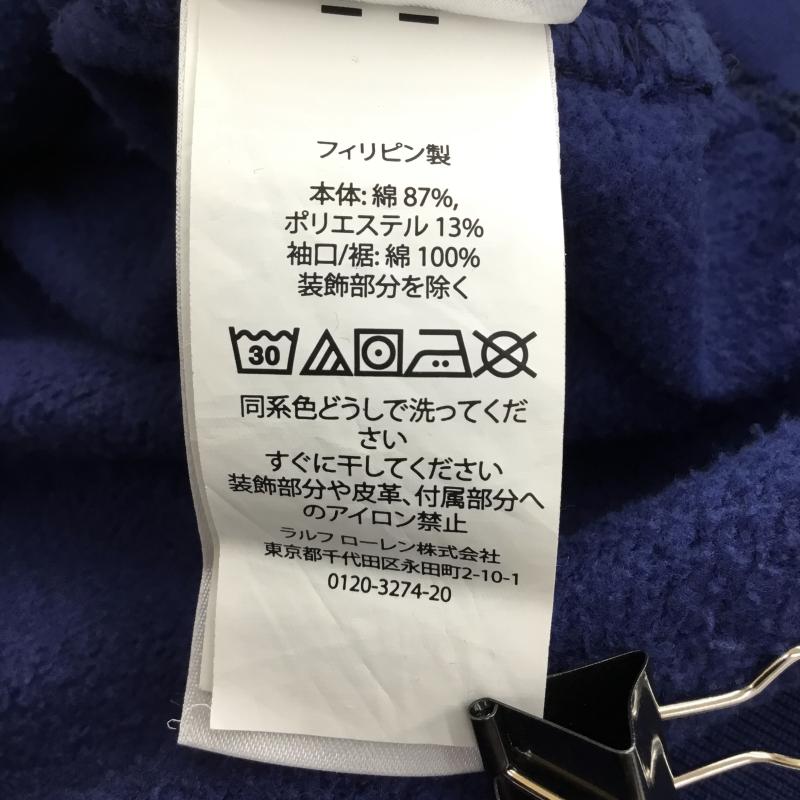 フィリピン製
本体: 綿 87%,
ポリエステル 13%
袖口/裾: 綿 100%
装飾部分を除く
30
同系色どうしで洗ってくだ
さい
すぐに干してください
装飾部分や皮革、付属部分へ
のアイロン禁止
ラルフ ローレン株式会社
東京都千代田区永田町2-10-1
0120-3274-20